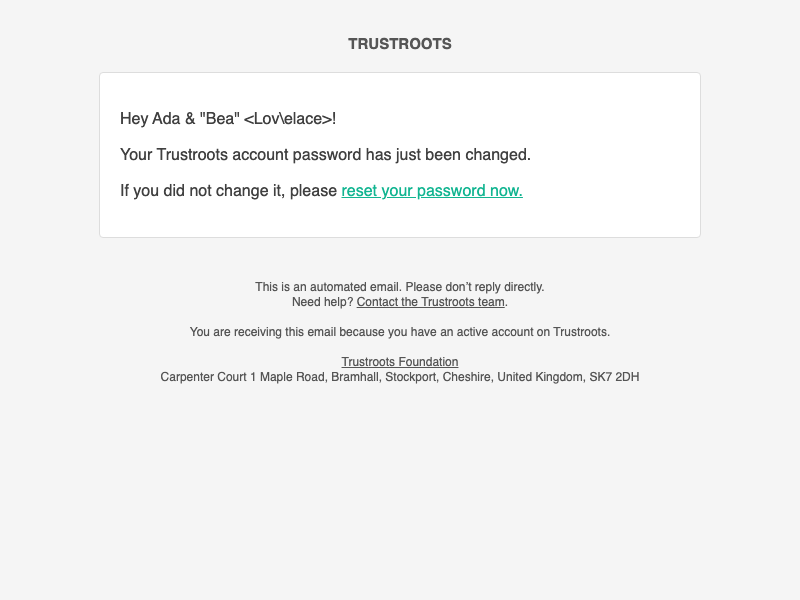 TRUSTROOTS
Hey Ada & "Bea" <Lov\elace>!
Your Trustroots account password has just been changed.
If you did not change it, please reset your password now.
This is an automated email. Please don’t reply directly.
Need help? Contact the Trustroots team.
You are receiving this email because you have an active account on Trustroots.
Trustroots Foundation
Carpenter Court 1 Maple Road, Bramhall, Stockport, Cheshire, United Kingdom, SK7 2DH